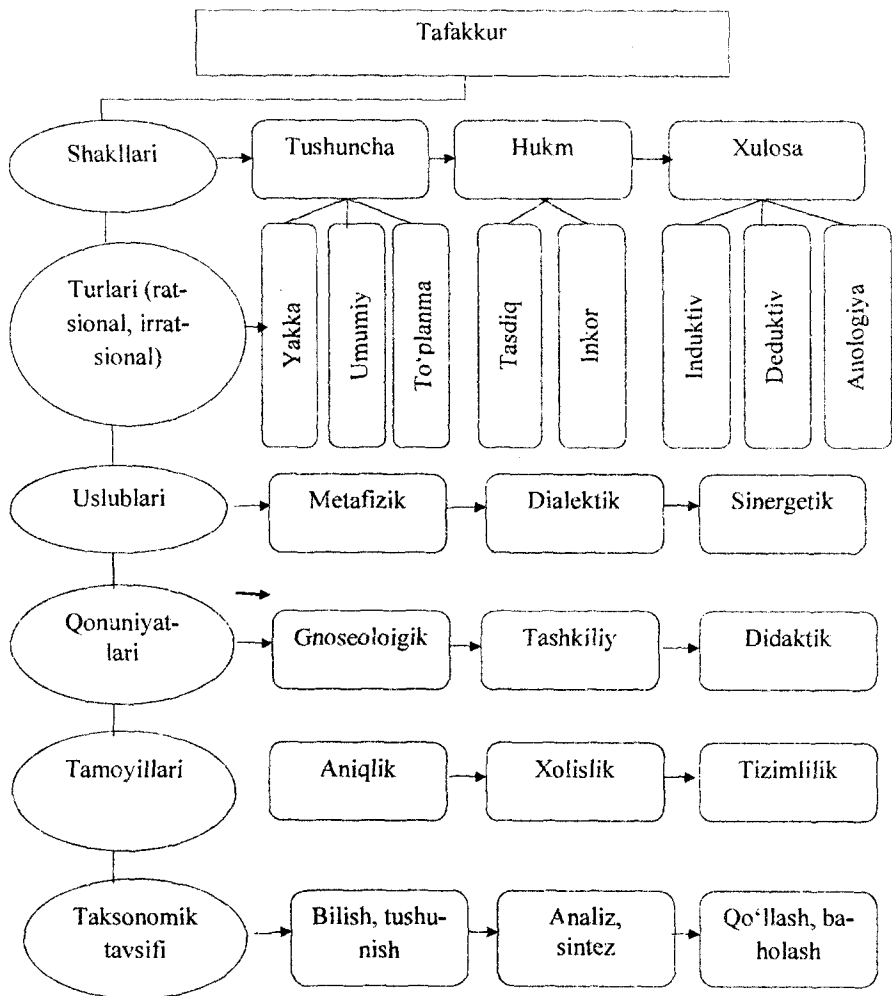 Tafakkur
Shakllari
Tushuncha
Hukm
Xulosa
Turlari (rat-
sional, irrat-
sional)
Yakka
Umumiy
To‘planma
Tasdiq
Inkor
Induktiv
Deduktiv
Anologiya
Uslublari
Metafizik
Dialektik
Sinergetik
Qonuniyat-
lari
Gnoseoloigik
Tashkiliy
Didaktik
Tamoyillari
Aniqlik
Xolislik
Tizimlilik
Taksonomik
tavsifi
Bilish, tushu-
nish
Analiz,
sintez
Qo‘llash, ba-
holash